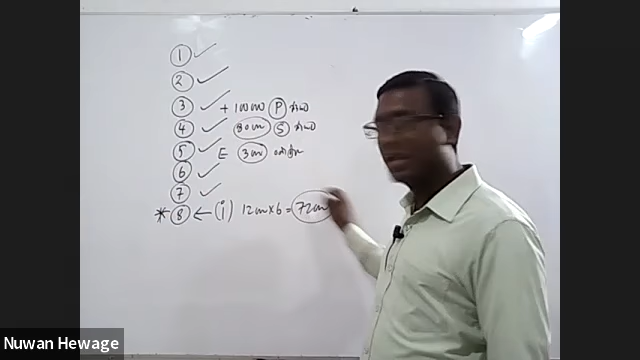 ① ✓
② ✓
③ ✓ + 100m Ⓟ
④ ✓ 80m Ⓢ
⑤ ✓ E 3m
⑥ ✓
⑦ ✓
* ⑧ ← (i) 12m×6 = 72m
Nuwan Hewage